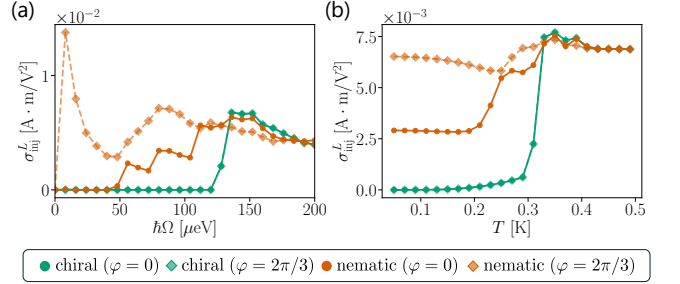 (a)
×10⁻²
1
0
σᴸᵢₙⱼ [A · m/V²]
0 50 100 150 200
ħΩ [μeV]
(b)
×10⁻³
7.5
5.0
2.5
0.0
σᴸᵢₙⱼ [A · m/V²]
0.1 0.2 0.3 0.4 0.5
T [K]
chiral (φ = 0) chiral (φ = 2π/3) nematic (φ = 0) nematic (φ = 2π/3)